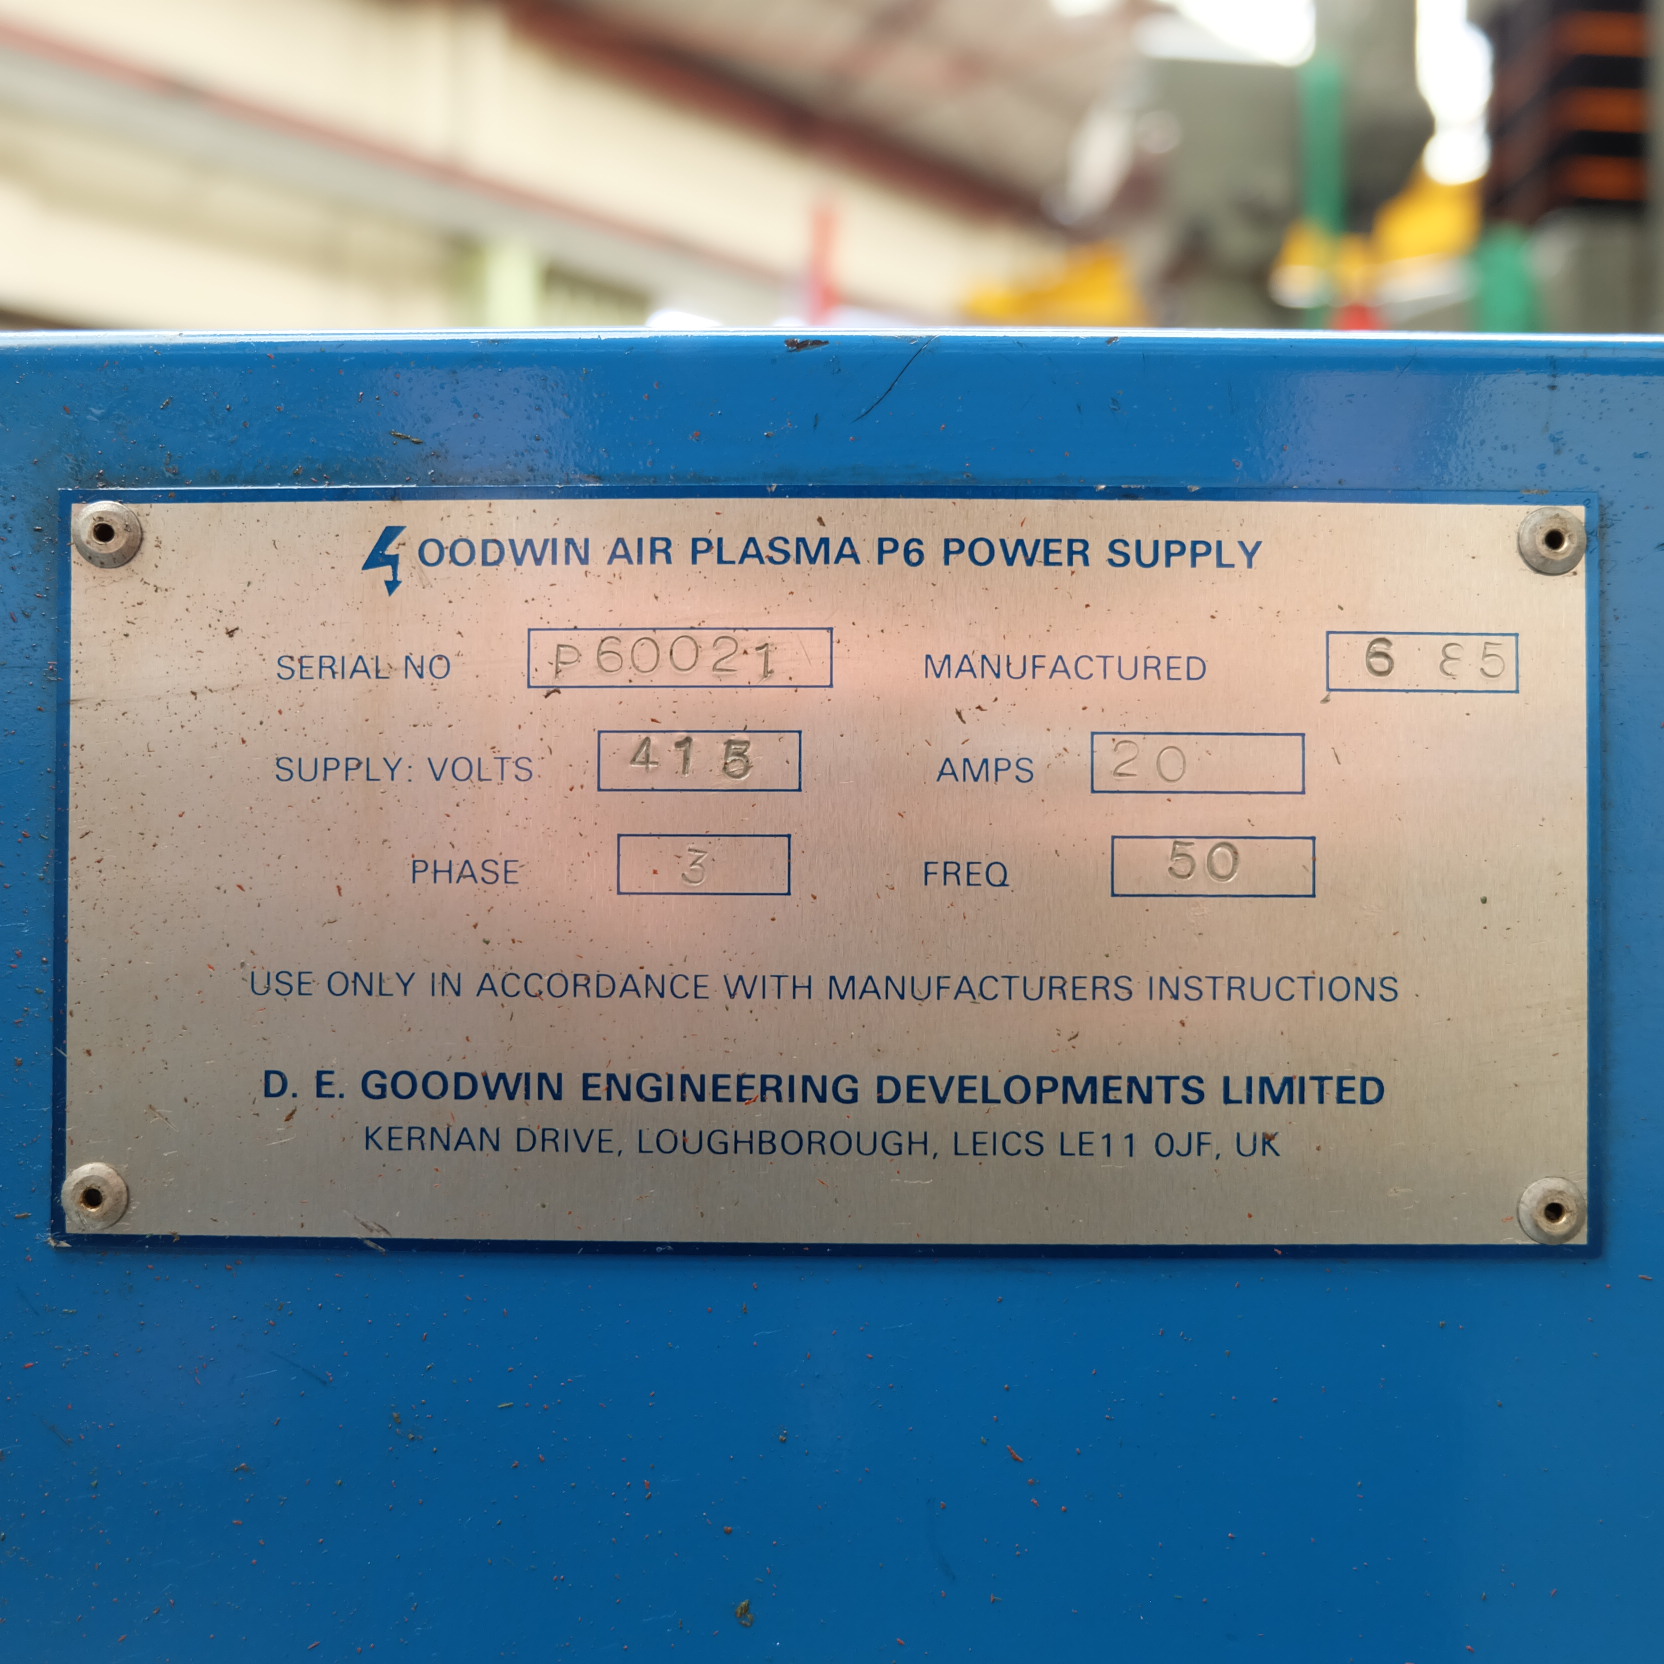 GOODWIN AIR PLASMA P6 POWER SUPPLY
SERIAL NO P60021 MANUFACTURED 6 85
SUPPLY: VOLTS 415 AMPS 20
PHASE 3 FREQ 50
USE ONLY IN ACCORDANCE WITH MANUFACTURERS INSTRUCTIONS
D. E. GOODWIN ENGINEERING DEVELOPMENTS LIMITED
KERNAN DRIVE, LOUGHBOROUGH, LEICS LE11 0JF, UK